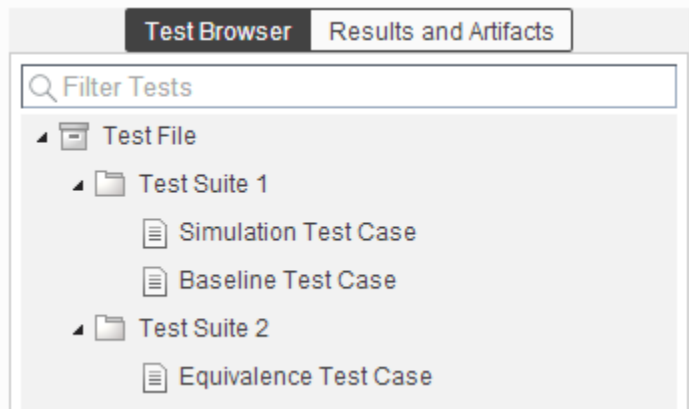 Test Browser Results and Artifacts
Filter Tests
Test File
Test Suite 1
Simulation Test Case
Baseline Test Case
Test Suite 2
Equivalence Test Case